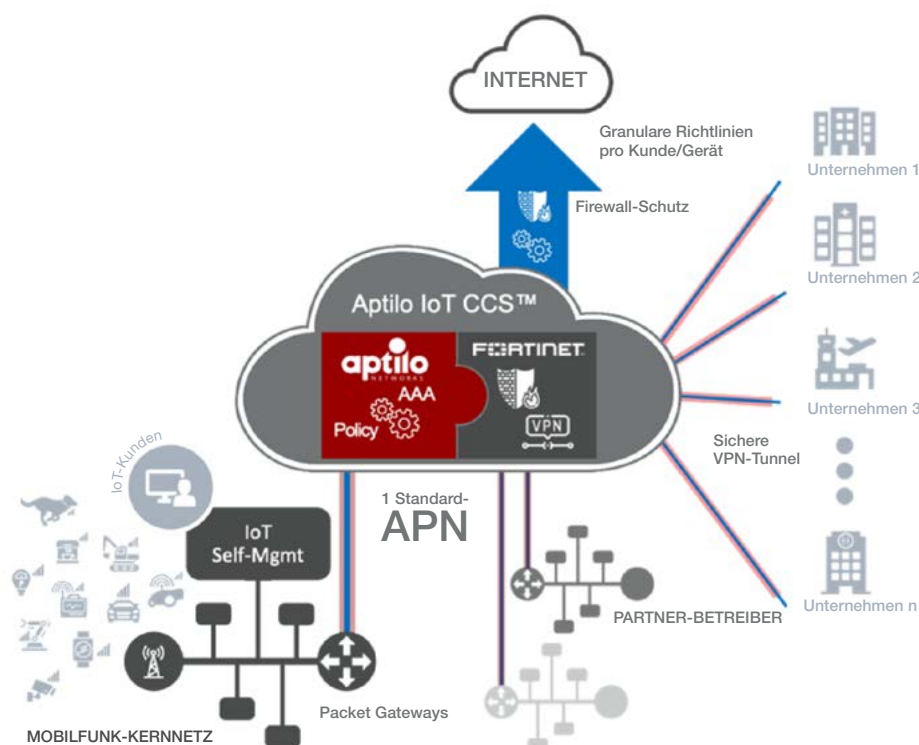 INTERNET
Granulare Richtlinien
pro Kunde/Gerät
Firewall-Schutz
Unternehmen 1
Unternehmen 2
Unternehmen 3
Unternehmen n
Aptilo IoT CCS™
aptilo
NETWORKS
AAA
Policy
FORTINET
VPN
Sichere
VPN-Tunnel
IoT-Kunden
IoT
Self-Mgmt
1 Standard-
APN
PARTNER-BETREIBER
Packet Gateways
MOBILFUNK-KERNNETZ